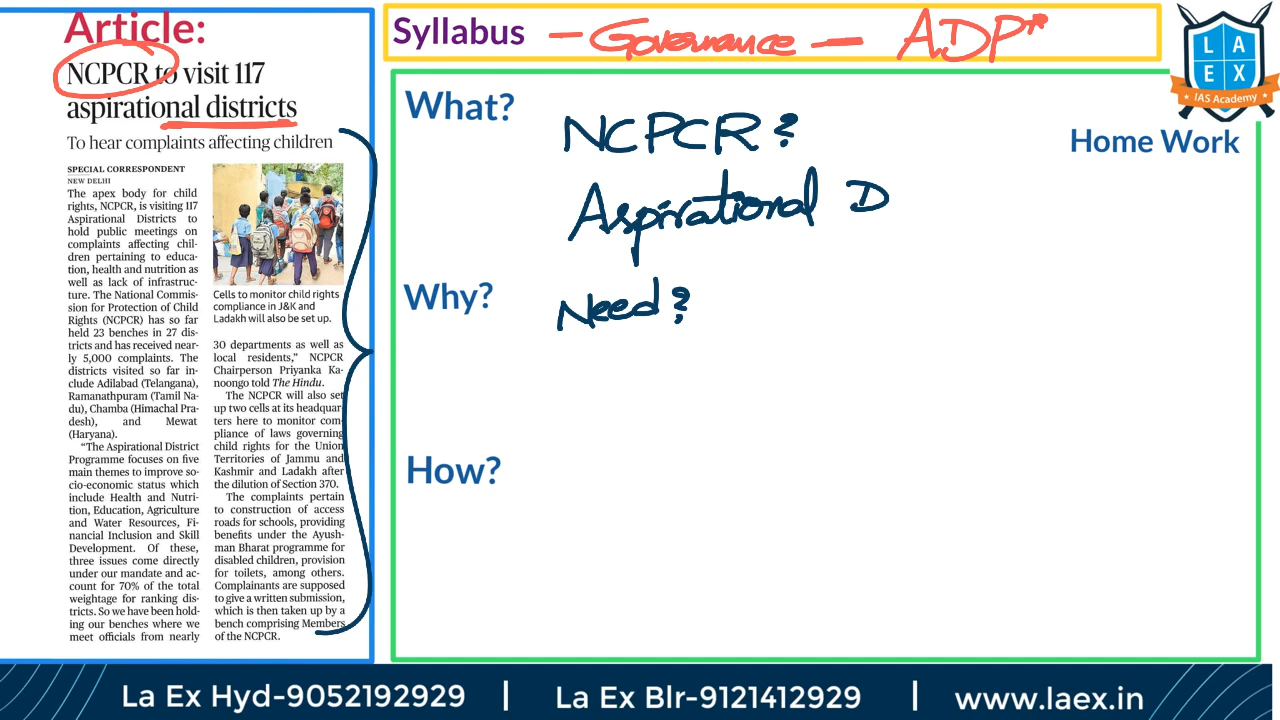 Article:
NCPCR to visit 117
aspirational districts
To hear complaints affecting children
SPECIAL CORRESPONDENT
NEW DELHI
The apex body for child
rights, NCPCR, is visiting 117
Aspirational Districts to
hold public meetings on
complaints affecting chil-
dren pertaining to educa-
tion, health and nutrition as
well as lack of infrastruc-
ture. The National Commis-
sion for Protection of Child
Rights (NCPCR) has so far
held 23 benches in 27 dis-
tricts and has received near-
ly 5,000 complaints. The
districts visited so far in-
clude Adilabad (Telangana),
Ramanathpuram (Tamil Na-
du), Chamba (Himachal Pra-
desh), and Mewat
(Haryana).
"The Aspirational District
Programme focuses on five
main themes to improve so-
cio-economic status which
include Health and Nutri-
tion, Education, Agriculture
and Water Resources, Fi-
nancial Inclusion and Skill
Development. Of these,
three issues come directly
under our mandate and ac-
count for 70% of the total
weightage for ranking dis-
tricts. So we have been hold-
ing our benches where we
meet officials from nearly
Cells to monitor child rights
compliance in J&K and
Ladakh will also be set up.
30 departments as well as
local residents," NCPCR
Chairperson Priyanka Ka-
noongo told The Hindu.
The NCPCR will also set
up two cells at its headquar-
ters here to monitor com-
pliance of laws governing
child rights for the Union
Territories of Jammu and
Kashmir and Ladakh after
the dilution of Section 370.
The complaints pertain
to construction of access
roads for schools, providing
benefits under the Ayush-
man Bharat programme for
disabled children, provision
for toilets, among others.
Complainants are supposed
to give a written submission,
which is then taken up by a
bench comprising Members
of the NCPCR.
Syllabus - Governance - ADP*
What?
NCPCR?
Aspirational D
Why?
Need?
How?
Home Work
L A
E X
IAS Academy
La Ex Hyd-9052192929 | La Ex Blr-9121412929 | www.laex.in